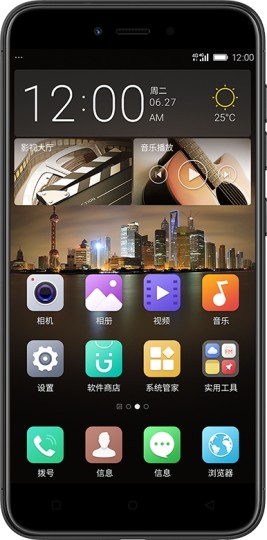 4G 12:00
12:00
周二
06.27
AM
25°C
影视大厅
音乐播放
相机 相册 视频 音乐
设置 软件商店 系统管家 实用工具
拨号 信息 信息 浏览器